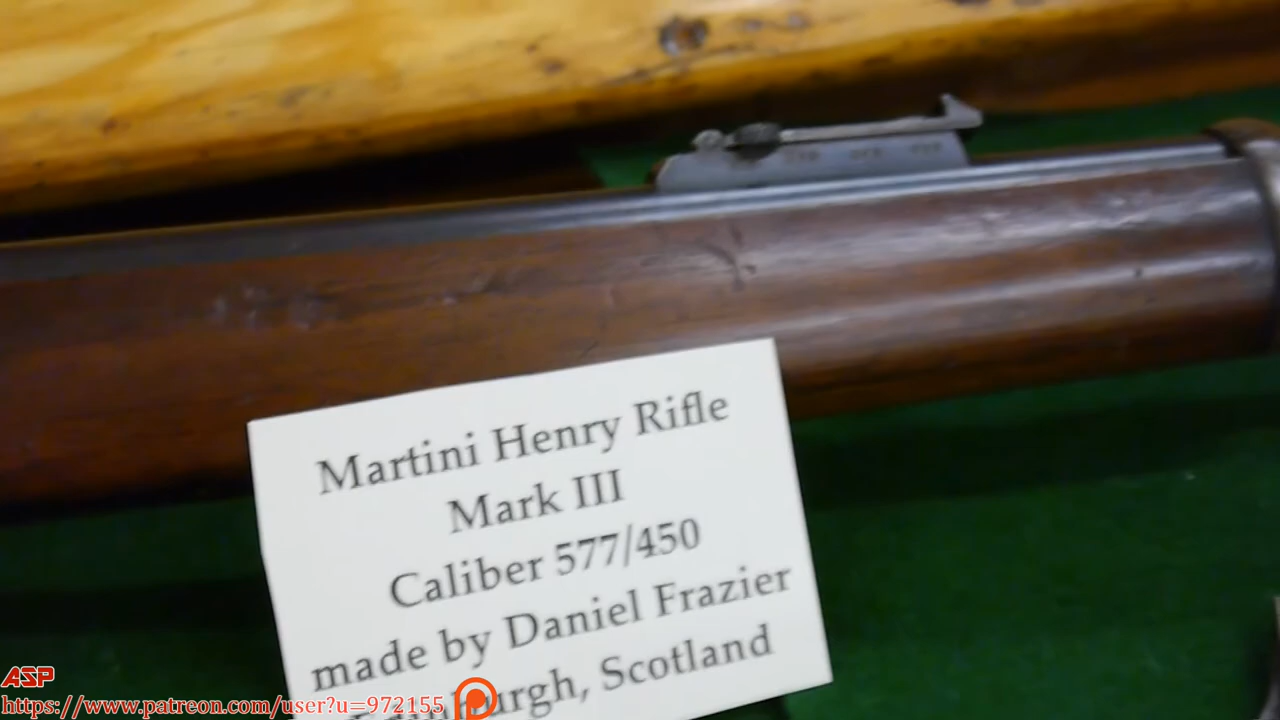 Martini Henry Rifle
Mark III
Caliber 577/450
made by Daniel Frazier
Edinburgh, Scotland
ASP
https://www.patreon.com/user?u=972155